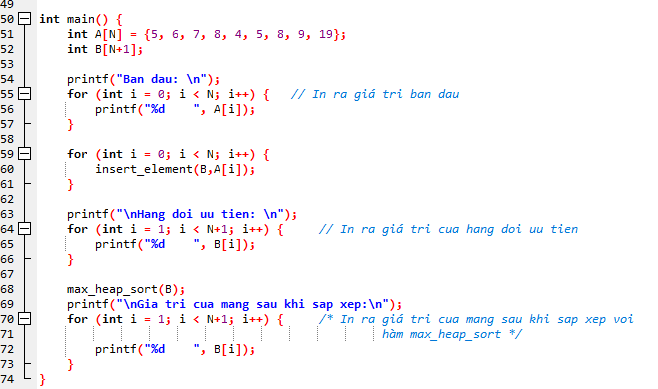 49
50 int main() {
51     int A[N] = {5, 6, 7, 8, 4, 5, 8, 9, 19};
52     int B[N+1];
53
54     printf("Ban dau: \n");
55     for (int i = 0; i < N; i++) {   // In ra giá tri ban dau
56         printf("%d    ", A[i]);
57     }
58
59     for (int i = 0; i < N; i++) {
60         insert_element(B,A[i]);
61     }
62
63     printf("\nHang doi uu tien: \n");
64     for (int i = 1; i < N+1; i++) {     // In ra giá tri cua hang doi uu tien
65         printf("%d    ", B[i]);
66     }
67
68     max_heap_sort(B);
69     printf("\nGia tri cua mang sau khi sap xep:\n");
70     for (int i = 1; i < N+1; i++) {     /* In ra giá tri cua mang sau khi sap xep voi
71                                              hàm max_heap_sort */
72         printf("%d    ", B[i]);
73     }
74 }